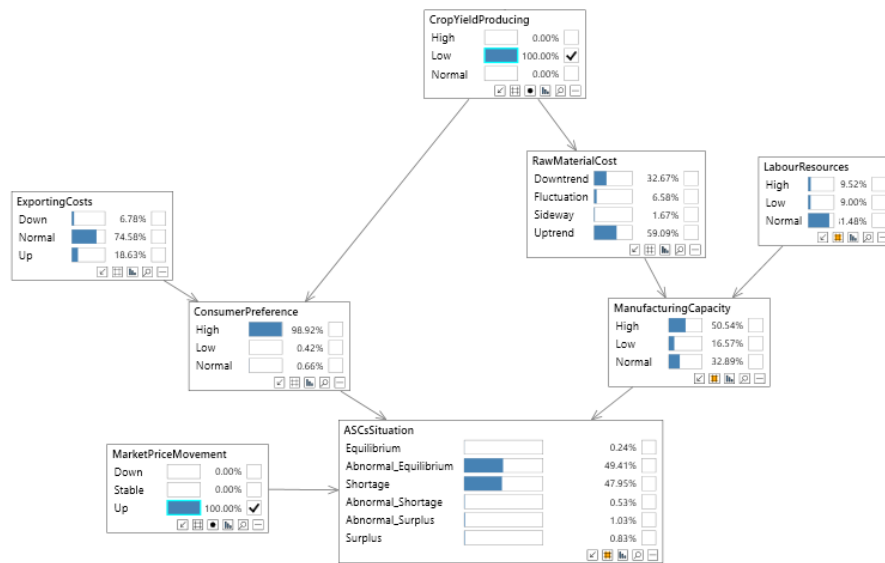 CropYieldProducing
High 0.00%
Low 100.00%
Normal 0.00%
RawMaterialCost
Downtrend 32.67%
Fluctuation 6.58%
Sideway 1.67%
Uptrend 59.09%
LabourResources
High 9.52%
Low 9.00%
Normal 31.48%
ExportingCosts
Down 6.78%
Normal 74.58%
Up 18.63%
ConsumerPreference
High 98.92%
Low 0.42%
Normal 0.66%
ManufacturingCapacity
High 50.54%
Low 16.57%
Normal 32.89%
MarketPriceMovement
Down 0.00%
Stable 0.00%
Up 100.00%
ASCsSituation
Equilibrium 0.24%
Abnormal_Equilibrium 49.41%
Shortage 47.95%
Abnormal_Shortage 0.53%
Abnormal_Surplus 1.03%
Surplus 0.83%